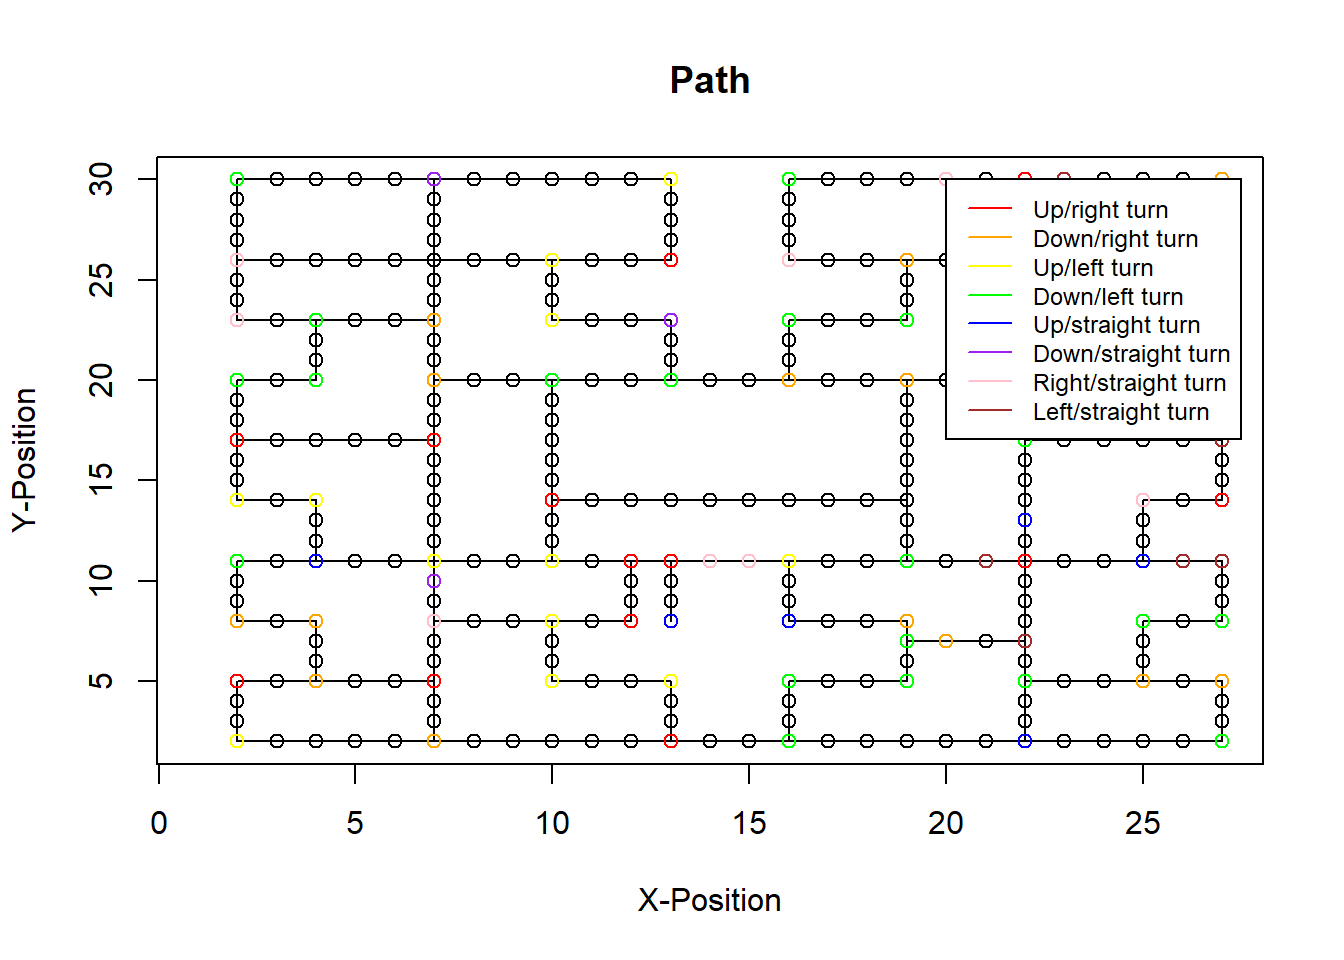 Path
30
25
20
15
10
5
Y-Position
Up/right turn
Down/right turn
Up/left turn
Down/left turn
Up/straight turn
Down/straight turn
Right/straight turn
Left/straight turn
0 5 10 15 20 25
X-Position